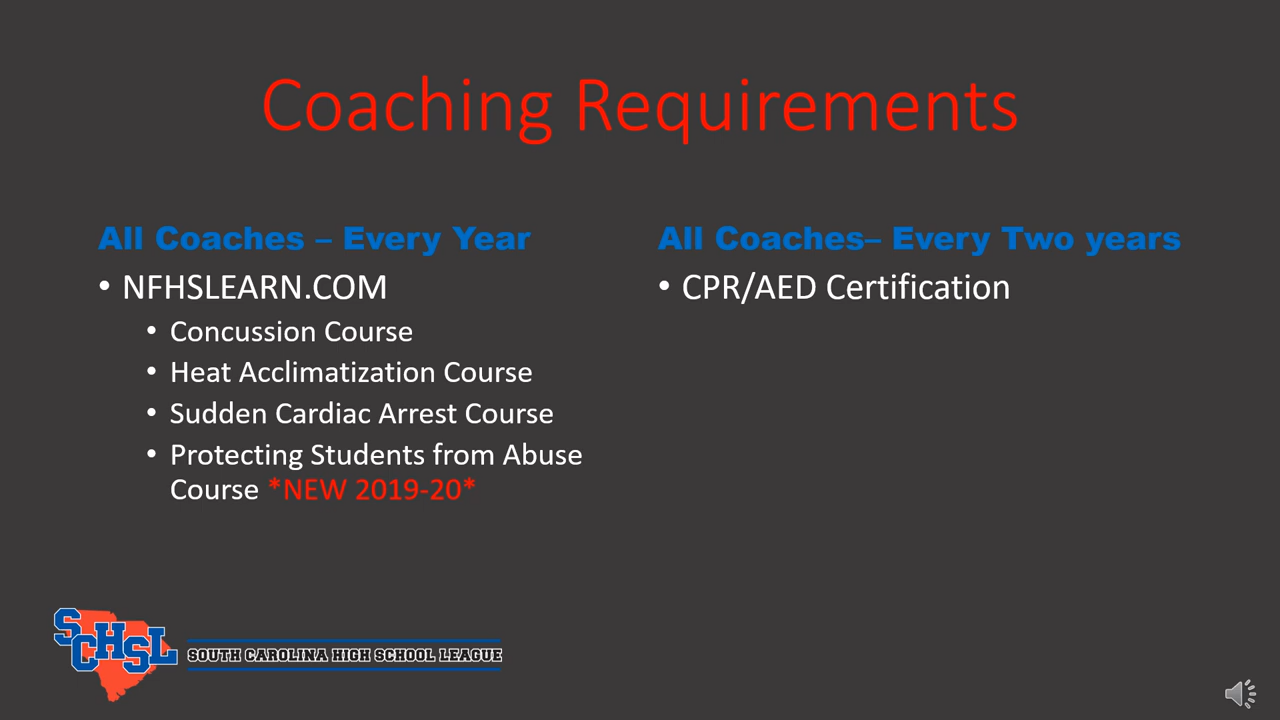 Coaching Requirements
All Coaches – Every Year
• NFHSLEARN.COM
• Concussion Course
• Heat Acclimatization Course
• Sudden Cardiac Arrest Course
• Protecting Students from Abuse
Course *NEW 2019-20*
All Coaches– Every Two years
• CPR/AED Certification
SCHSL
SOUTH CAROLINA HIGH SCHOOL LEAGUE